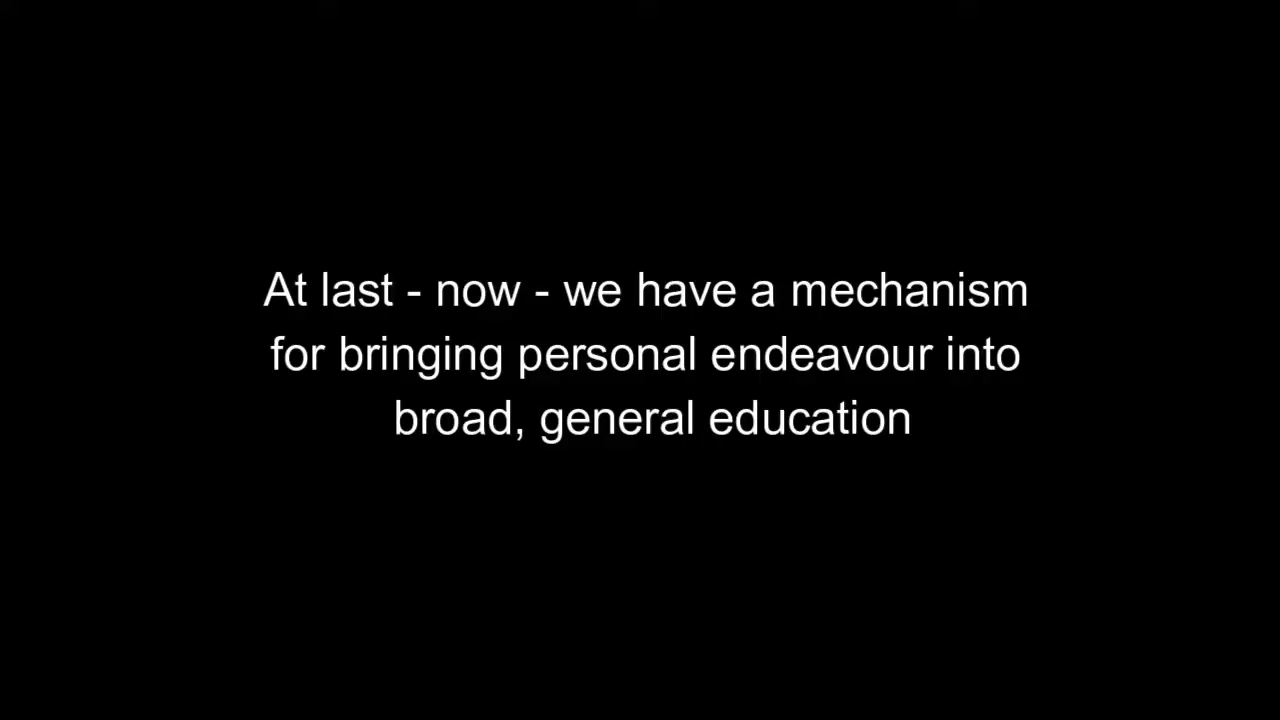 At last - now - we have a mechanism
for bringing personal endeavour into
broad, general education